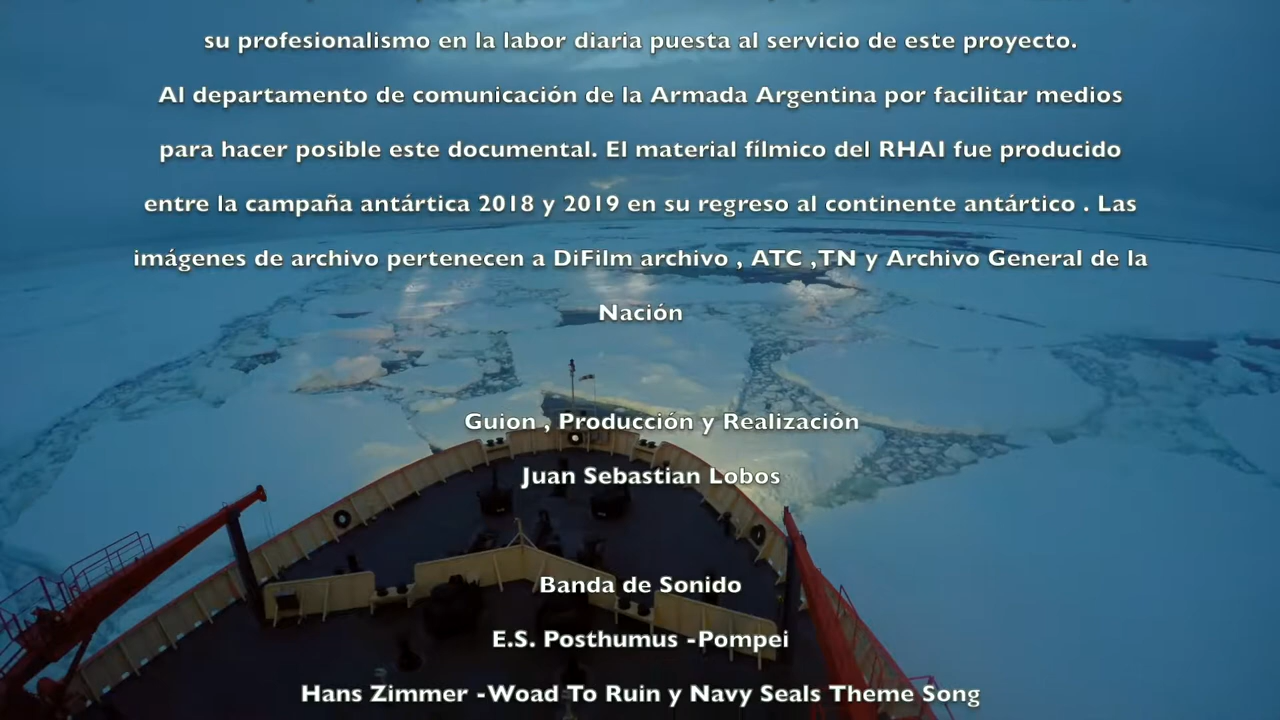 su profesionalismo en la labor diaria puesta al servicio de este proyecto.
Al departamento de comunicación de la Armada Argentina por facilitar medios
para hacer posible este documental. El material fílmico del RHAI fue producido
entre la campaña antártica 2018 y 2019 en su regreso al continente antártico . Las
imágenes de archivo pertenecen a DiFilm archivo , ATC ,TN y Archivo General de la
Nación
Guion , Producción y Realización
Juan Sebastian Lobos
Banda de Sonido
E.S. Posthumus -Pompei
Hans Zimmer -Woad To Ruin y Navy Seals Theme Song